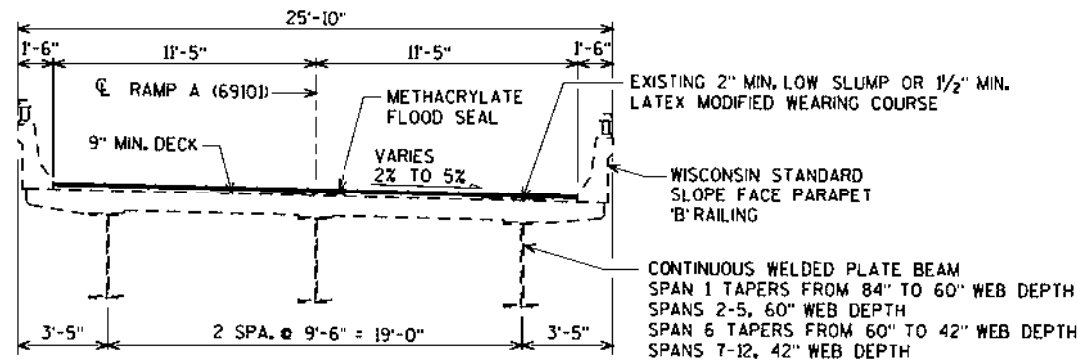 25'-10"
1'-6"
11'-5"
11'-5"
1'-6"
℄ RAMP A (69101)
METHACRYLATE
FLOOD SEAL
EXISTING 2" MIN. LOW SLUMP OR 1½" MIN.
LATEX MODIFIED WEARING COURSE
9" MIN. DECK
VARIES
2% TO 5%
WISCONSIN STANDARD
SLOPE FACE PARAPET
'B' RAILING
CONTINUOUS WELDED PLATE BEAM
SPAN 1 TAPERS FROM 84" TO 60" WEB DEPTH
SPANS 2-5, 60" WEB DEPTH
SPAN 6 TAPERS FROM 60" TO 42" WEB DEPTH
SPANS 7-12, 42" WEB DEPTH
3'-5"
2 SPA. @ 9'-6" = 19'-0"
3'-5"